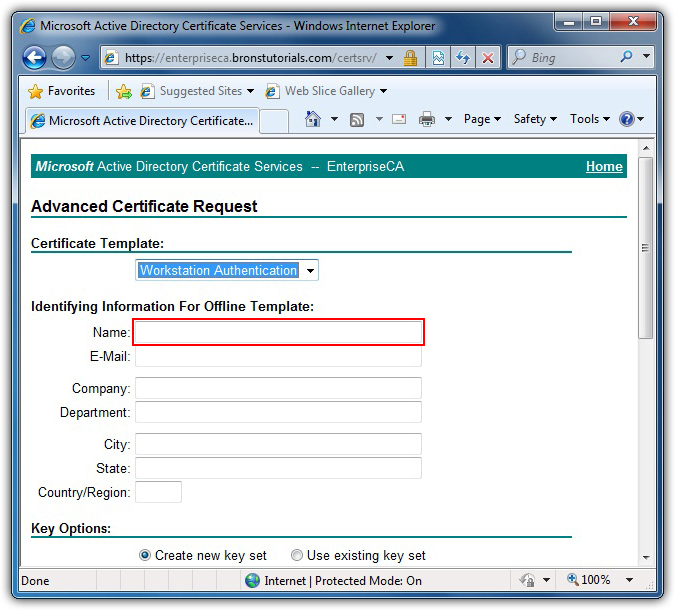 Microsoft Active Directory Certificate Services - Windows Internet Explorer
https://enterpriseca.bronstutorials.com/certsrv/
Bing
Favorites
Suggested Sites
Web Slice Gallery
Microsoft Active Directory Certificate...
Page
Safety
Tools
Microsoft Active Directory Certificate Services -- EnterpriseCA
Home
Advanced Certificate Request
Certificate Template:
Workstation Authentication
Identifying Information For Offline Template:
Name:
E-Mail:
Company:
Department:
City:
State:
Country/Region:
Key Options:
Create new key set
Use existing key set
Done
Internet | Protected Mode: On
100%